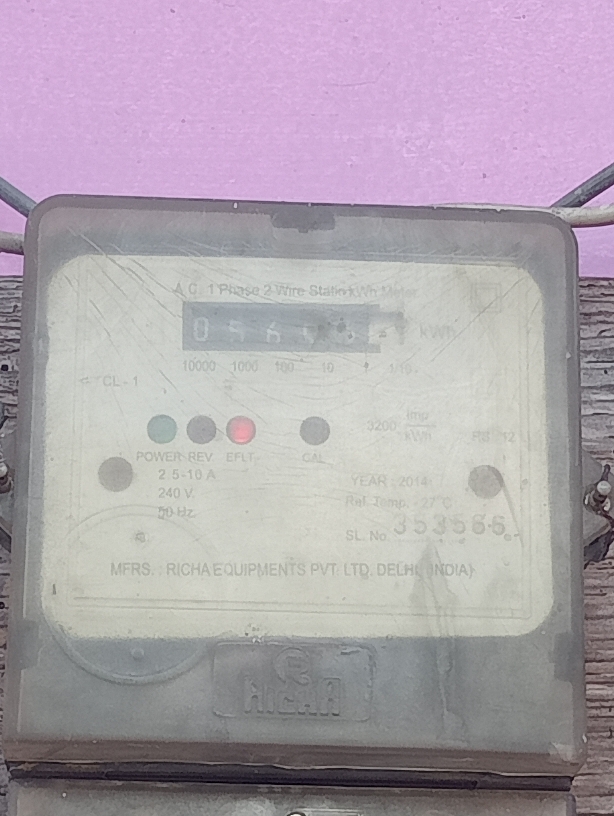 A.C. 1 Phase 2 Wire Static kWh Meter
kWh
10000 1000 100 10 1 1/10
CL - 1
3200 Imp
kWh
POWER REV EFLT CAL
2.5-10 A
240 V
50 Hz
YEAR : 2014
Ref. Temp. - 27°C
SL. No. 353566
MFRS. : RICHA EQUIPMENTS PVT. LTD. DELHI (INDIA)
RICHA